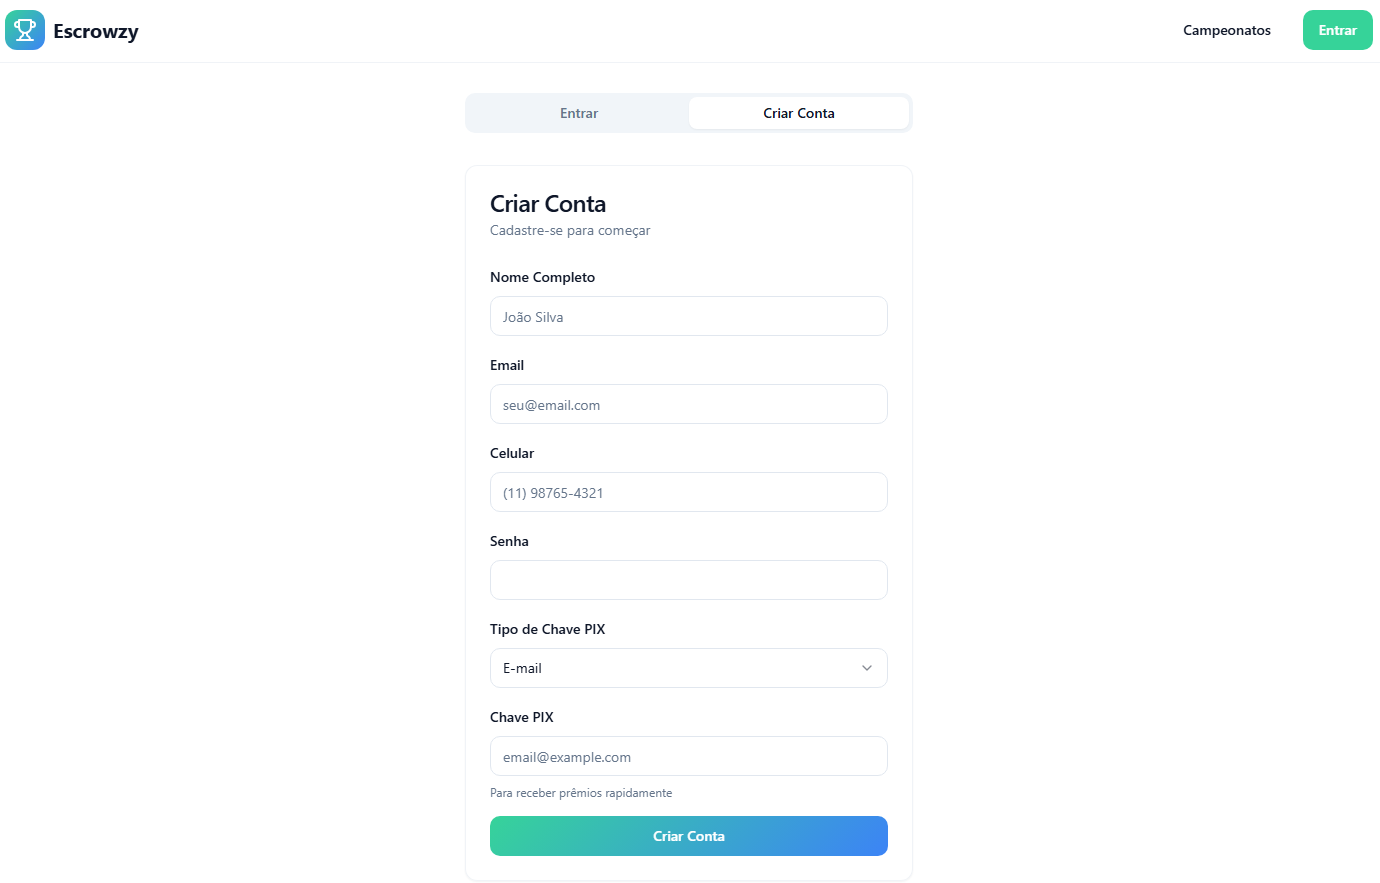 Escrowzy
Campeonatos
Entrar
Entrar
Criar Conta
Criar Conta
Cadastre-se para começar
Nome Completo
João Silva
Email
seu@email.com
Celular
(11) 98765-4321
Senha
Tipo de Chave PIX
E-mail
Chave PIX
email@example.com
Para receber prêmios rapidamente
Criar Conta